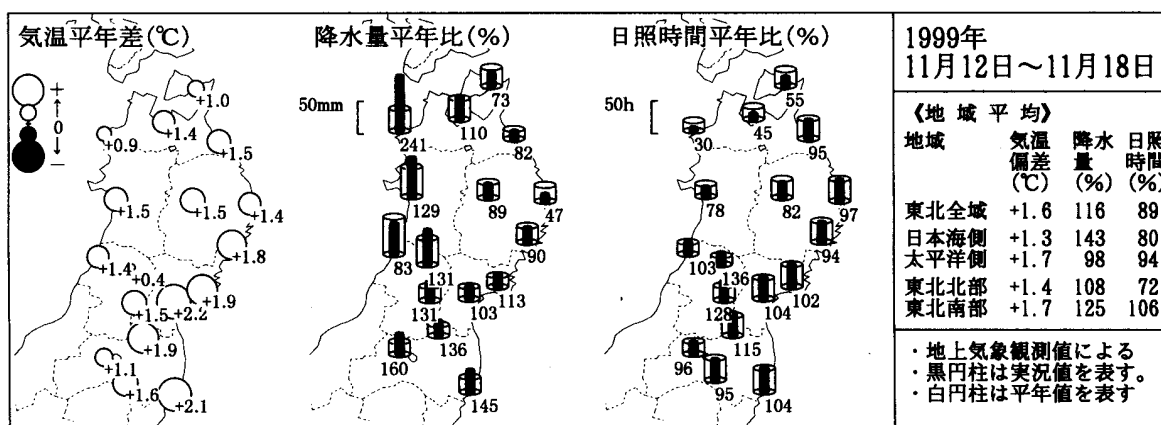 気温平年差(℃)
+
↑
0
↓
−
+1.0
+1.4
+0.9
+1.5
+1.5
+1.5
+1.4
+1.8
+1.4
+0.4
+1.9
+1.5
+2.2
+1.9
+1.1
+1.6
+2.1
降水量平年比(%)
50mm
73
110
241
82
129
89
47
83
131
90
113
131
103
136
160
145
日照時間平年比(%)
50h
55
45
30
95
78
82
97
103
136
94
102
128
104
115
96
95
104
1999年
11月12日〜11月18日
《地 域 平 均》
地域 気温 降水 日照
偏差 量 時間
(℃) (%) (%)
東北全域 +1.6 116 89
日本海側 +1.3 143 80
太平洋側 +1.7 98 94
東北北部 +1.4 108 72
東北南部 +1.7 125 106
・地上気象観測値による
・黒円柱は実況値を表す。
・白円柱は平年値を表す